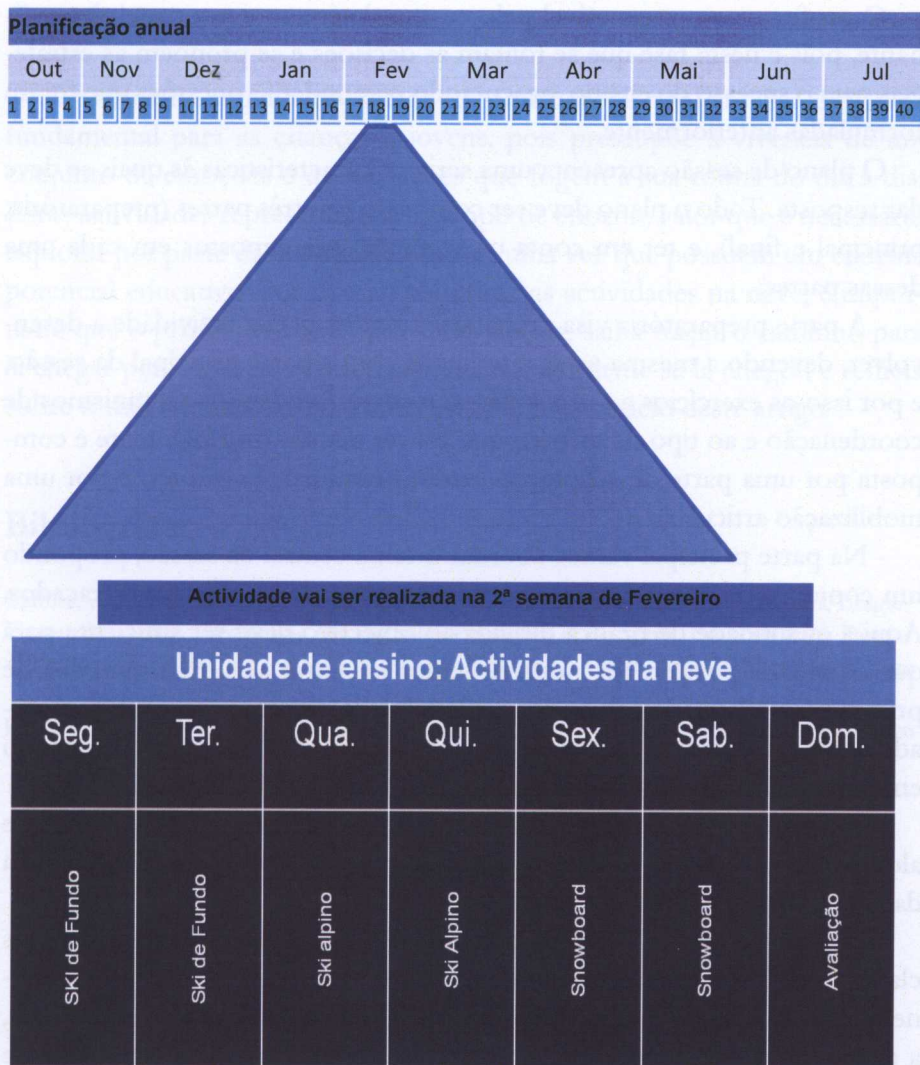 Planificação anual
Out Nov Dez Jan Fev Mar Abr Mai Jun Jul
1 2 3 4 5 6 7 8 9 10 11 12 13 14 15 16 17 18 19 20 21 22 23 24 25 26 27 28 29 30 31 32 33 34 35 36 37 38 39 40
Actividade vai ser realizada na 2ª semana de Fevereiro
Unidade de ensino: Actividades na neve
Seg. Ter. Qua. Qui. Sex. Sab. Dom.
SKI de Fundo
Ski de Fundo
Ski alpino
Ski Alpino
Snowboard
Snowboard
Avaliação